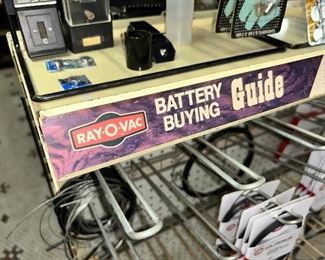 RAY-O-VAC
BATTERY
BUYING
Guide